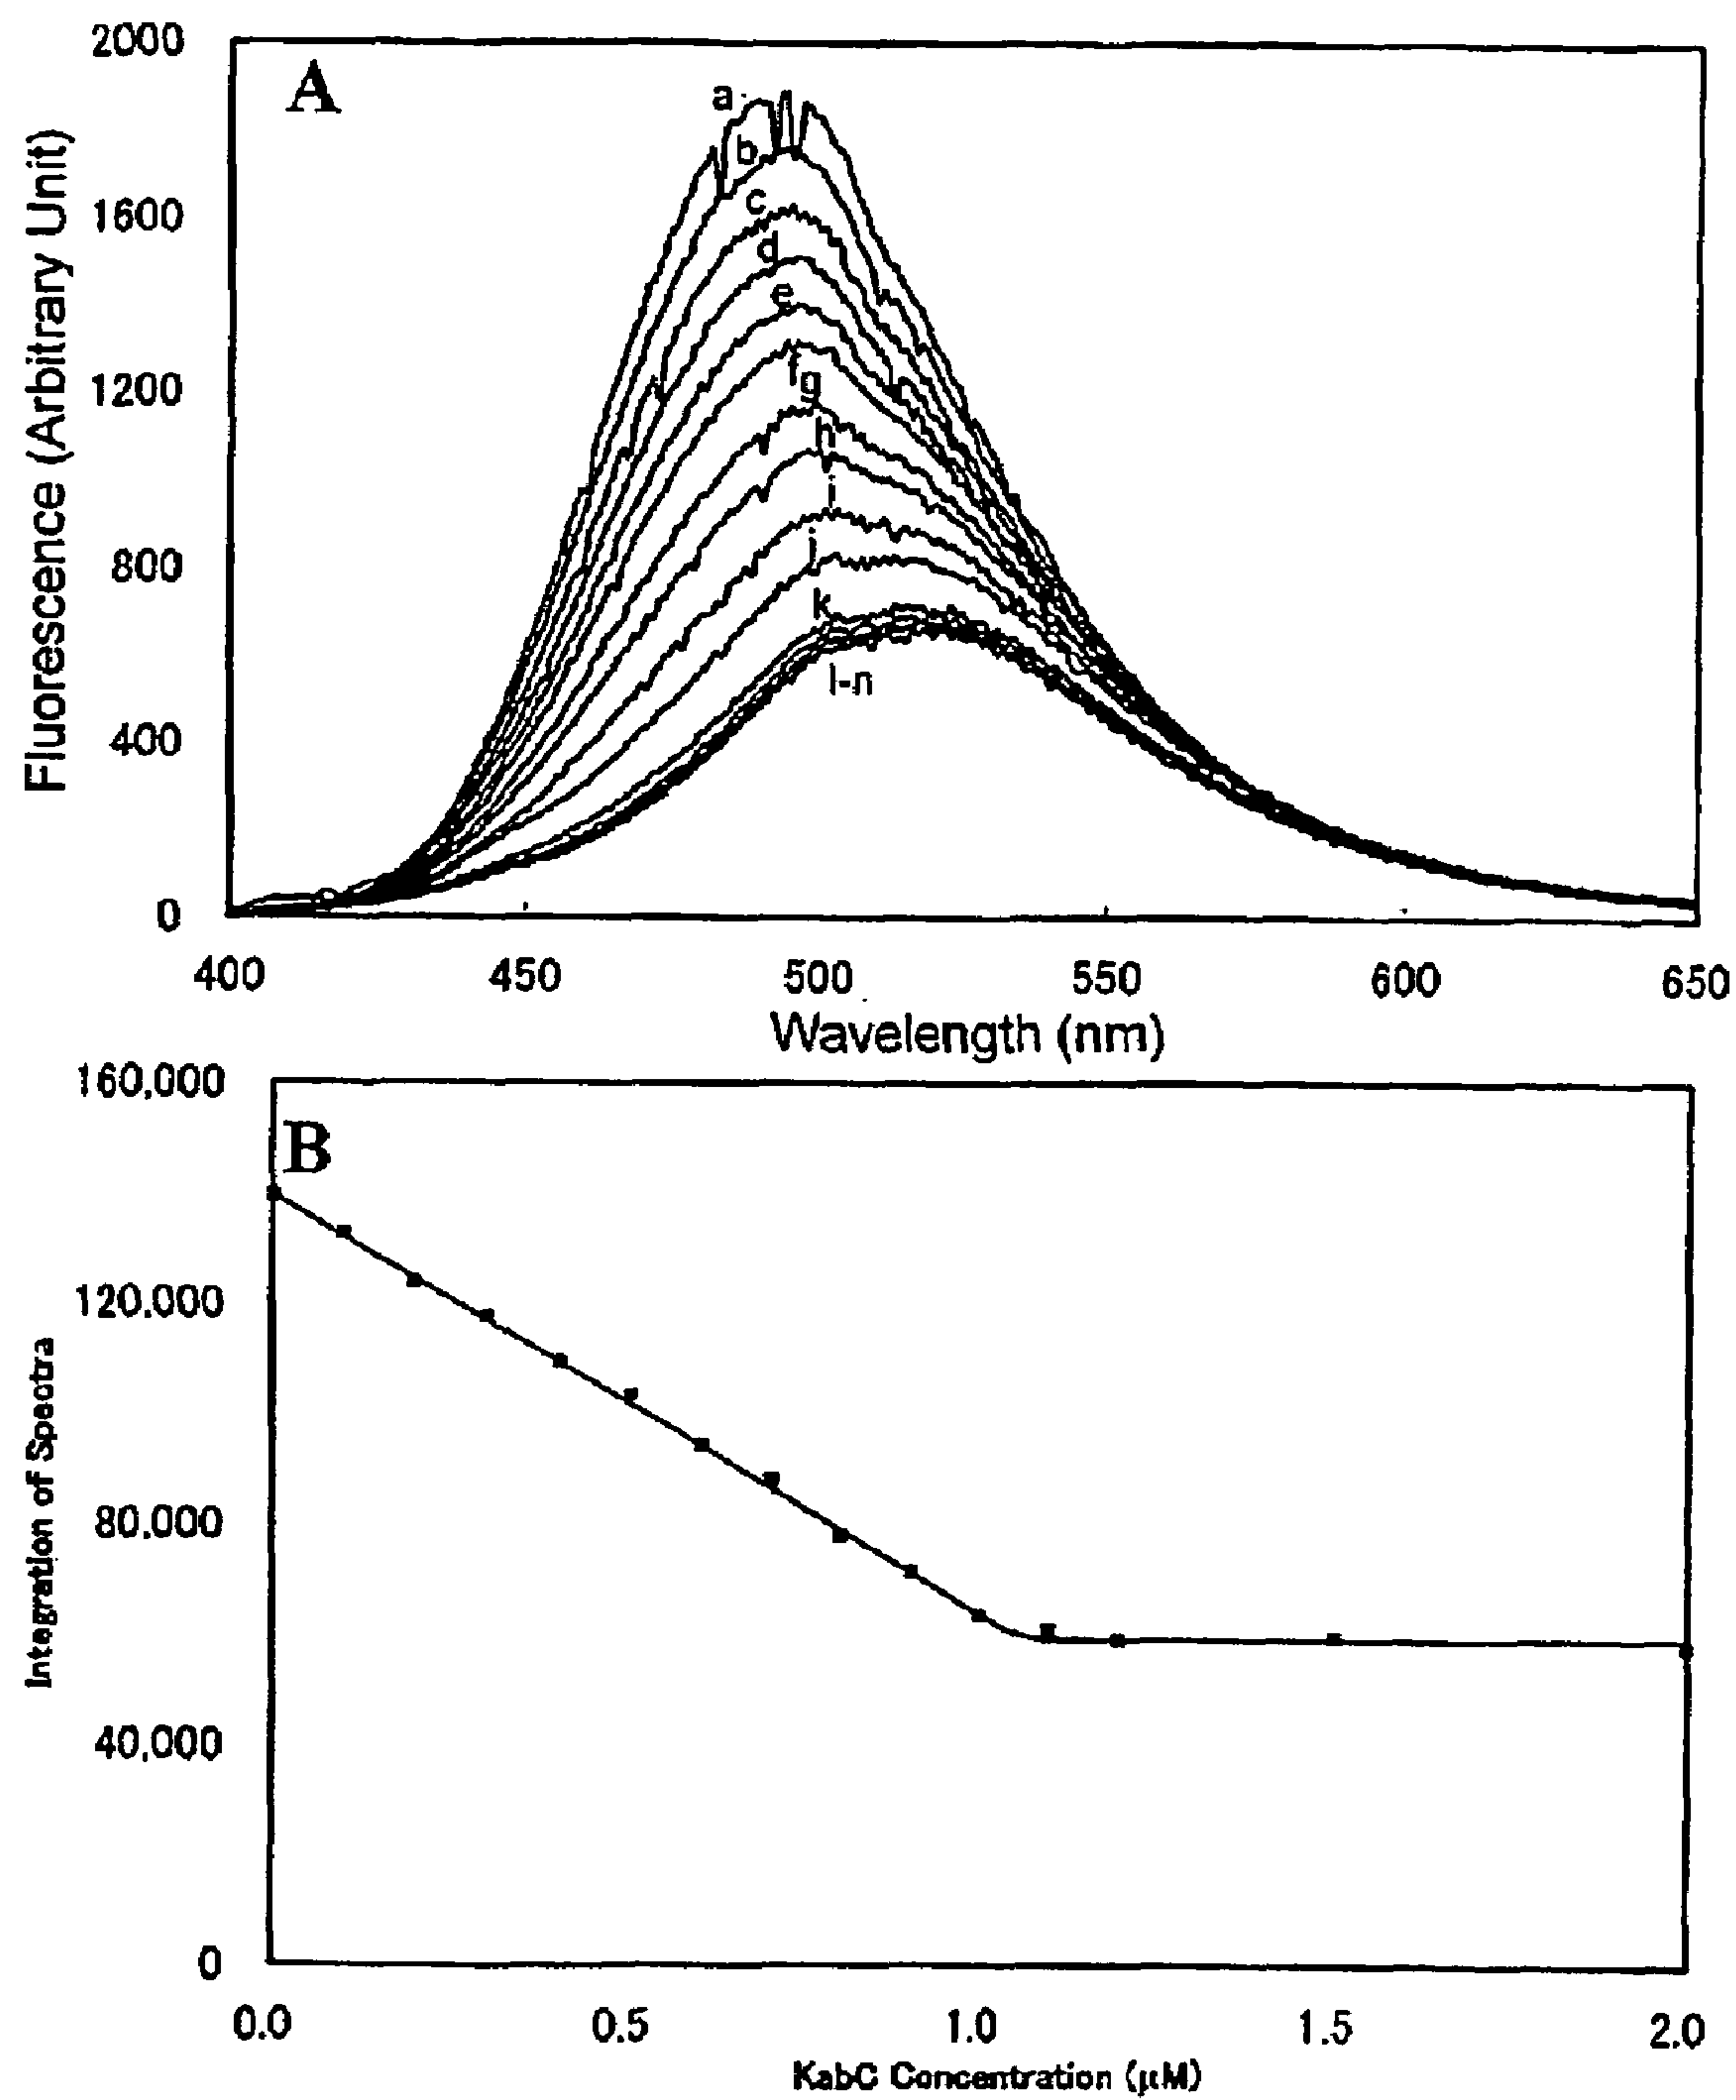 A
Fluorescence (Arbitrary Unit)
2000
1600
1200
800
400
0
a
b
c
d
e
f
g
h
i
j
k
l-n
400
450
500
550
600
650
Wavelength (nm)
B
Integration of Spectra
160,000
120,000
80,000
40,000
0
0.0
0.5
1.0
1.5
2.0
KabC Concentration (μM)